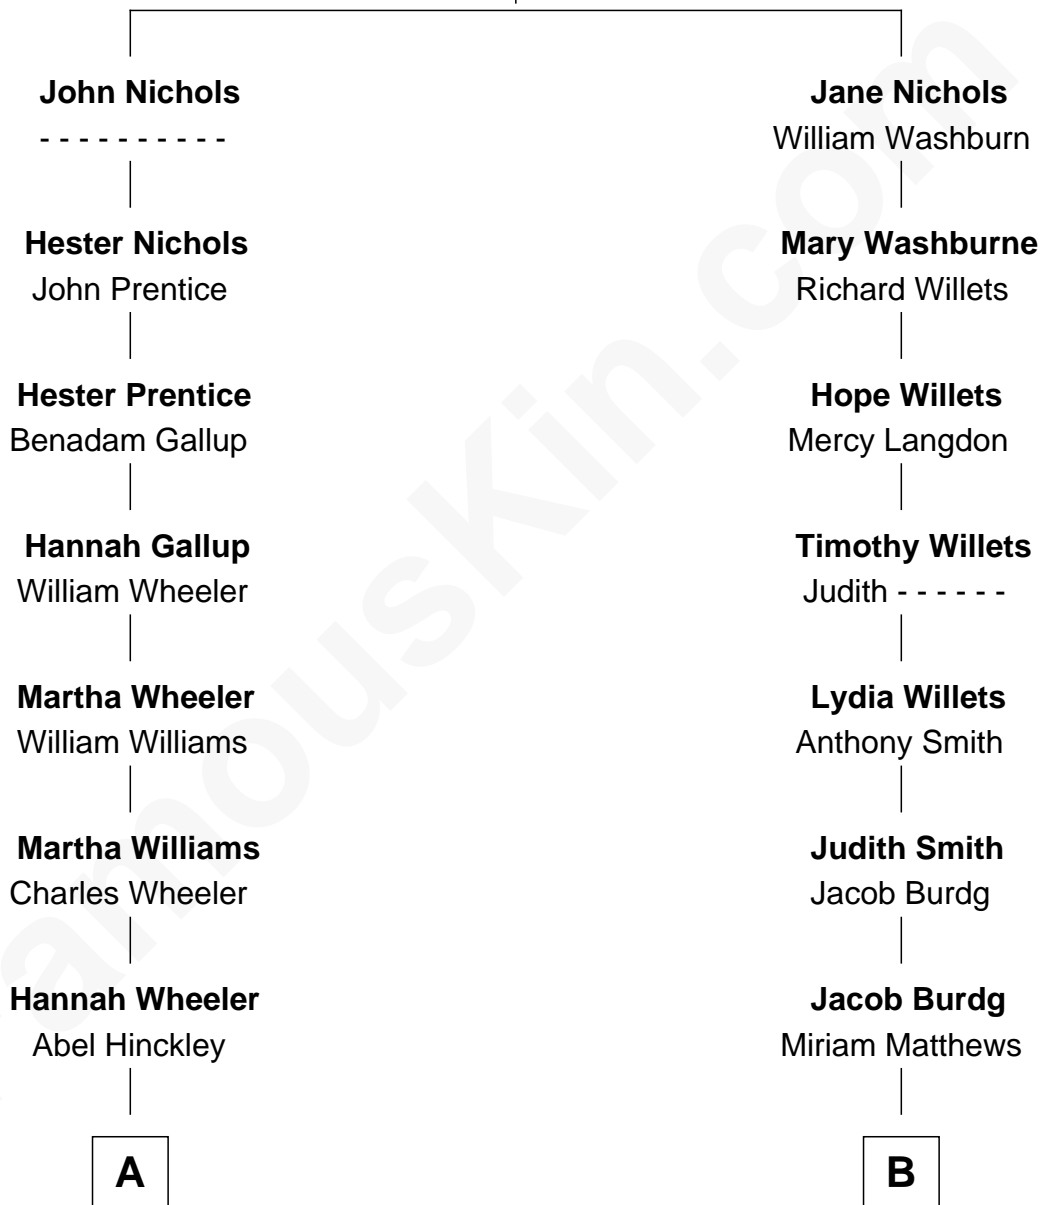 John Nichols
- - - - - - - - - -
Jane Nichols
William Washburn
Hester Nichols
John Prentice
Mary Washburne
Richard Willets
Hester Prentice
Benadam Gallup
Hope Willets
Mercy Langdon
Hannah Gallup
William Wheeler
Timothy Willets
Judith - - - - - -
Martha Wheeler
William Williams
Lydia Willets
Anthony Smith
Martha Williams
Charles Wheeler
Judith Smith
Jacob Burdg
Hannah Wheeler
Abel Hinckley
Jacob Burdg
Miriam Matthews
A
B
amousKin.com